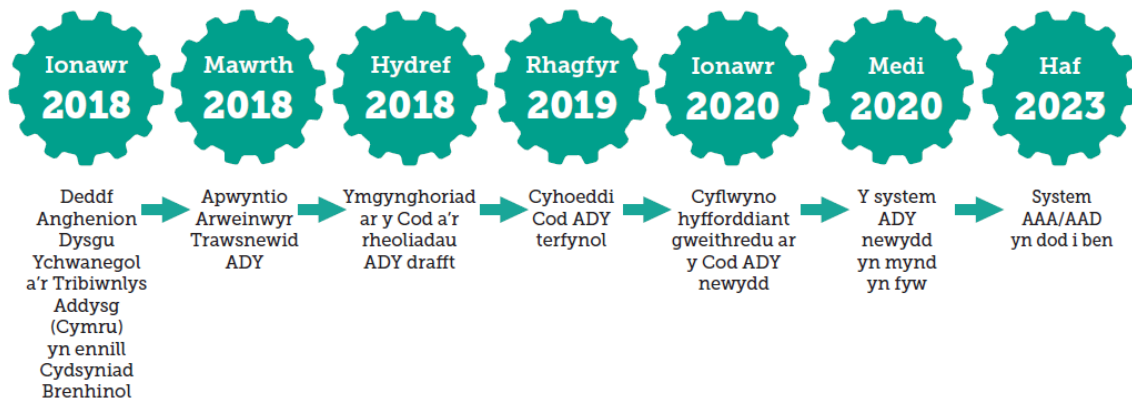 Ionawr
2018
Mawrth
2018
Hydref
2018
Rhagfyr
2019
Ionawr
2020
Medi
2020
Haf
2023
Deddf
Anghenion
Dysgu
Ychwanegol
a'r Tribiwnlys
Addysg
(Cymru)
yn ennill
Cydsyniad
Brenhinol
Apwyntio
Arweinwyr
Trawsnewid
ADY
Ymgynghoriad
ar y Cod a'r
rheoliadau
ADY drafft
Cyhoeddi
Cod ADY
terfynol
Cyflwyno
hyfforddiant
gweithredu ar
y Cod ADY
newydd
Y system
ADY
newydd
yn mynd
yn fyw
System
AAA/AAD
yn dod i ben